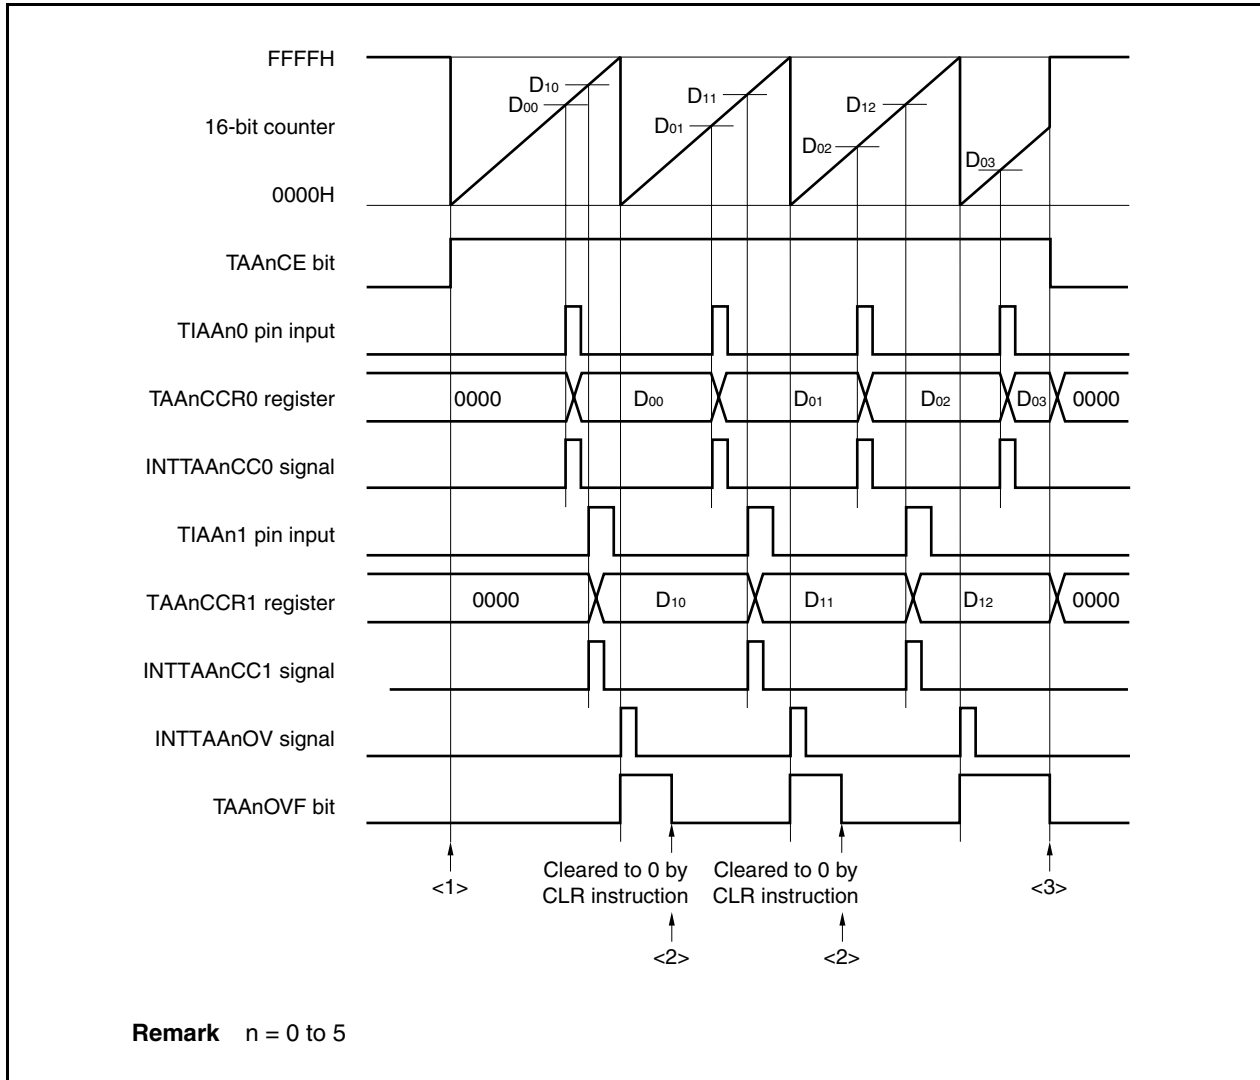 FFFFH
D10
D00
D11
D12
16-bit counter
D01
D02
D03
0000H
TAAnCE bit
TIAAn0 pin input
TAAnCCR0 register 0000 D00 D01 D02 D03 0000
INTTAAnCC0 signal
TIAAn1 pin input
TAAnCCR1 register 0000 D10 D11 D12 0000
INTTAAnCC1 signal
INTTAAnOV signal
TAAnOVF bit
Cleared to 0 by
CLR instruction
Cleared to 0 by
CLR instruction
<1>
<3>
<2>
<2>
Remark n = 0 to 5